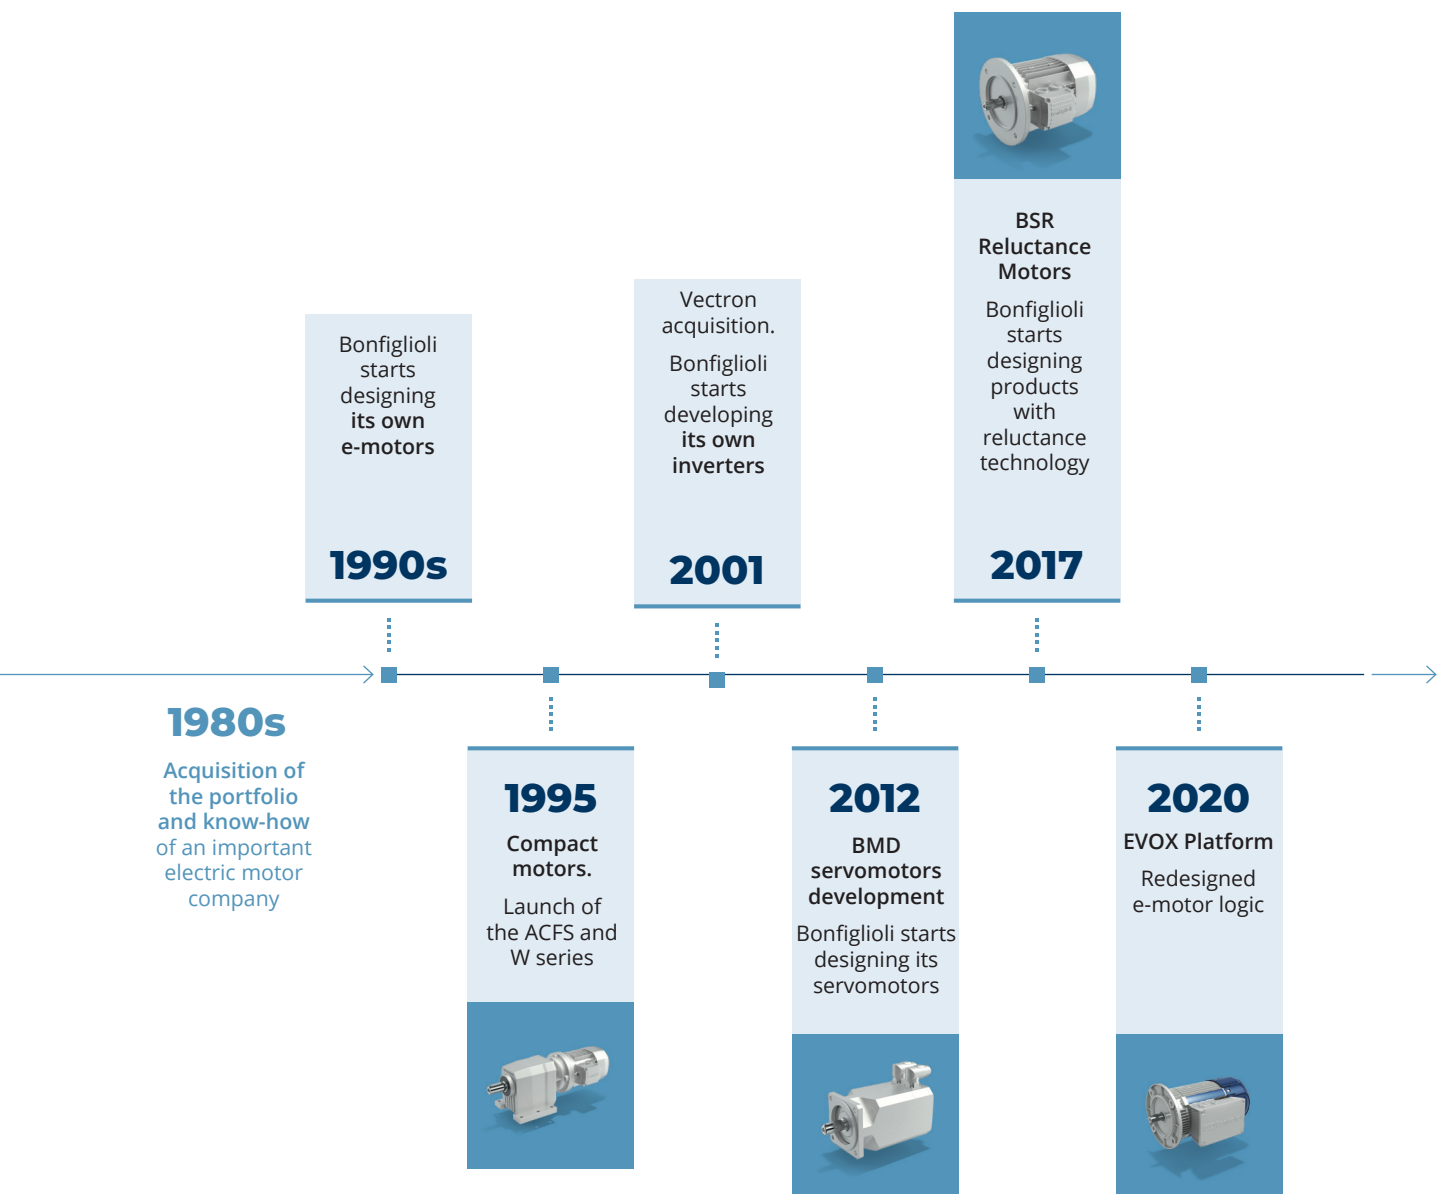 1980s
Acquisition of
the portfolio
and know-how
of an important
electric motor
company
Bonfiglioli
starts
designing
its own
e-motors
1990s
1995
Compact
motors.
Launch of
the ACFS and
W series
Vectron
acquisition.
Bonfiglioli
starts
developing
its own
inverters
2001
2012
BMD
servomotors
development
Bonfiglioli starts
designing its
servomotors
BSR
Reluctance
Motors
Bonfiglioli
starts
designing
products
with
reluctance
technology
2017
2020
EVOX Platform
Redesigned
e-motor logic